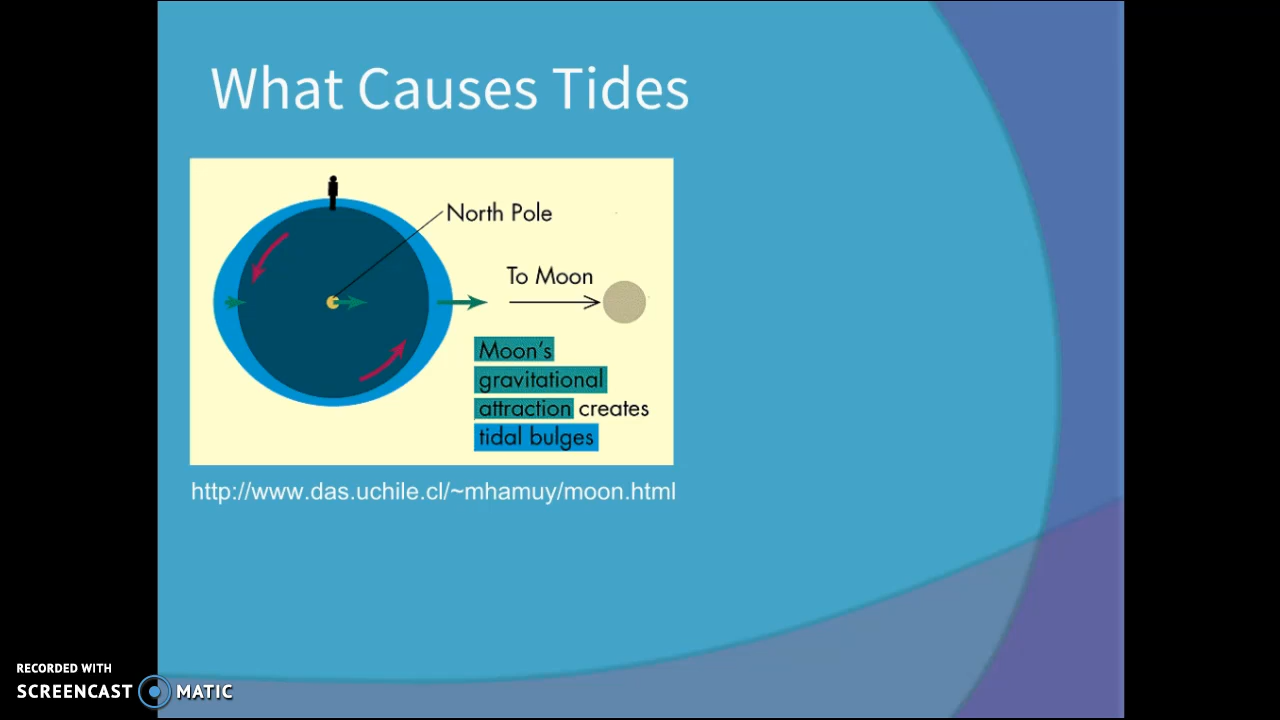 What Causes Tides
North Pole
To Moon
Moon's
gravitational
attraction creates
tidal bulges
http://www.das.uchile.cl/~mhamuy/moon.html
RECORDED WITH
SCREENCAST MATIC